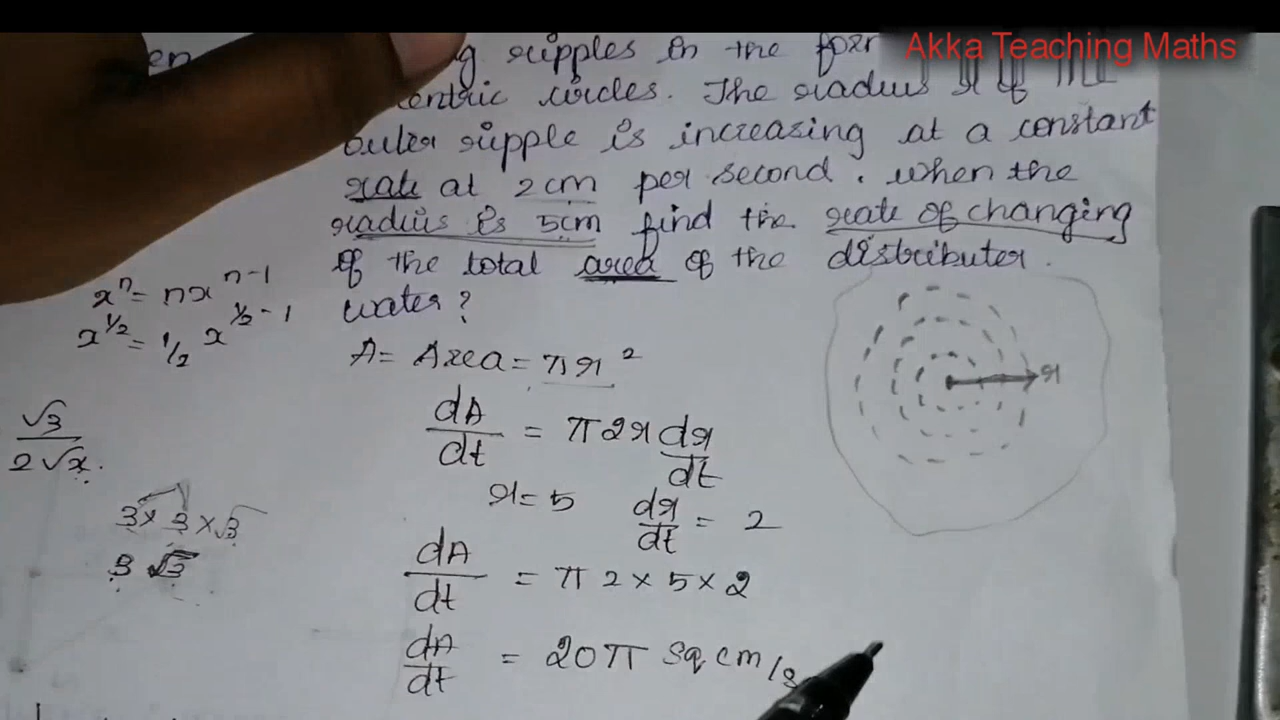 Akka Teaching Maths
ripples in the for
centric circles. The radius r of
outer ripple is increasing at a constant
rate at 2cm per second. when the
radius is 5cm find the rate of changing
of the total area of the distributer
water?
xⁿ = nxⁿ⁻¹
x^½ = ½ x^½-1
A = Area = πr²
dA/dt = π2r dr/dt
r = 5 dr/dt = 2
dA/dt = π 2 × 5 × 2
dA/dt = 20π sq cm/s
r
√3/2√x.
3 × 3 × √3
3 √3